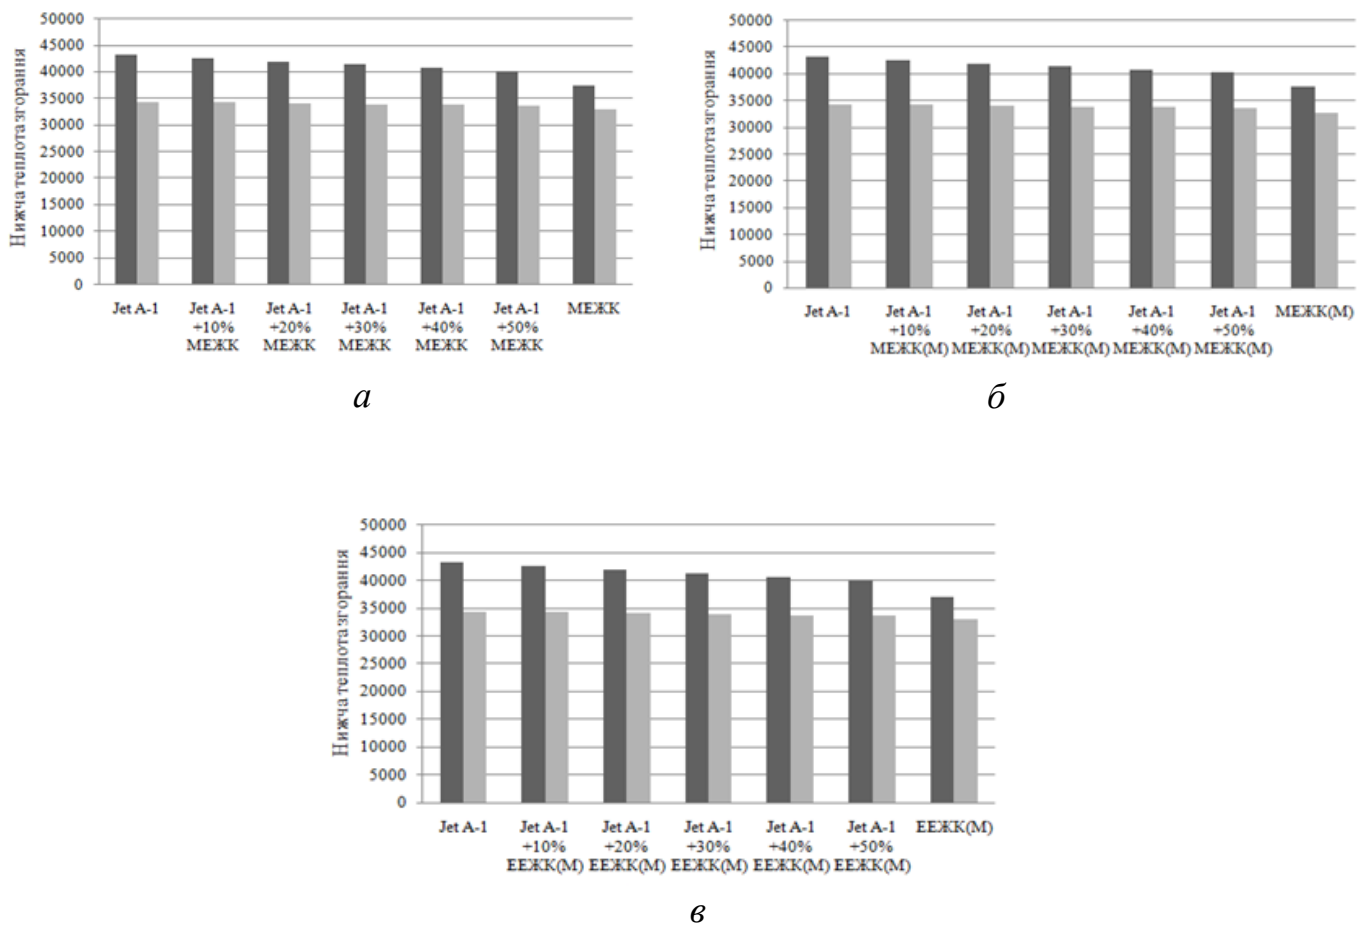 50000
45000
40000
35000
30000
25000
20000
15000
10000
5000
0
Нижча теплота згорання
Jet A-1 Jet A-1 Jet A-1 Jet A-1 Jet A-1 Jet A-1 МЕЖК
+10% +20% +30% +40% +50%
МЕЖК МЕЖК МЕЖК МЕЖК МЕЖК
а
50000
45000
40000
35000
30000
25000
20000
15000
10000
5000
0
Нижча теплота згорання
Jet A-1 Jet A-1 Jet A-1 Jet A-1 Jet A-1 Jet A-1 МЕЖК(М)
+10% +20% +30% +40% +50%
МЕЖК(М) МЕЖК(М) МЕЖК(М) МЕЖК(М) МЕЖК(М)
б
50000
45000
40000
35000
30000
25000
20000
15000
10000
5000
0
Нижча теплота згорання
Jet A-1 Jet A-1 Jet A-1 Jet A-1 Jet A-1 Jet A-1 ЕЕЖК(М)
+10% +20% +30% +40% +50%
ЕЕЖК(М) ЕЕЖК(М) ЕЕЖК(М) ЕЕЖК(М) ЕЕЖК(М)
в